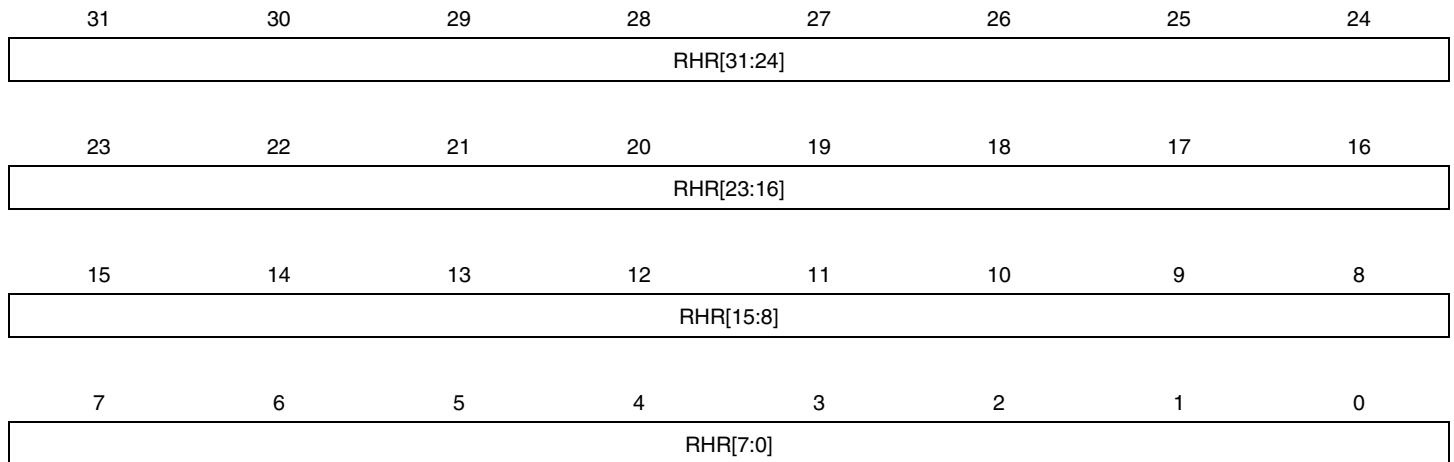 31 30 29 28 27 26 25 24
RHR[31:24]
23 22 21 20 19 18 17 16
RHR[23:16]
15 14 13 12 11 10 9 8
RHR[15:8]
7 6 5 4 3 2 1 0
RHR[7:0]